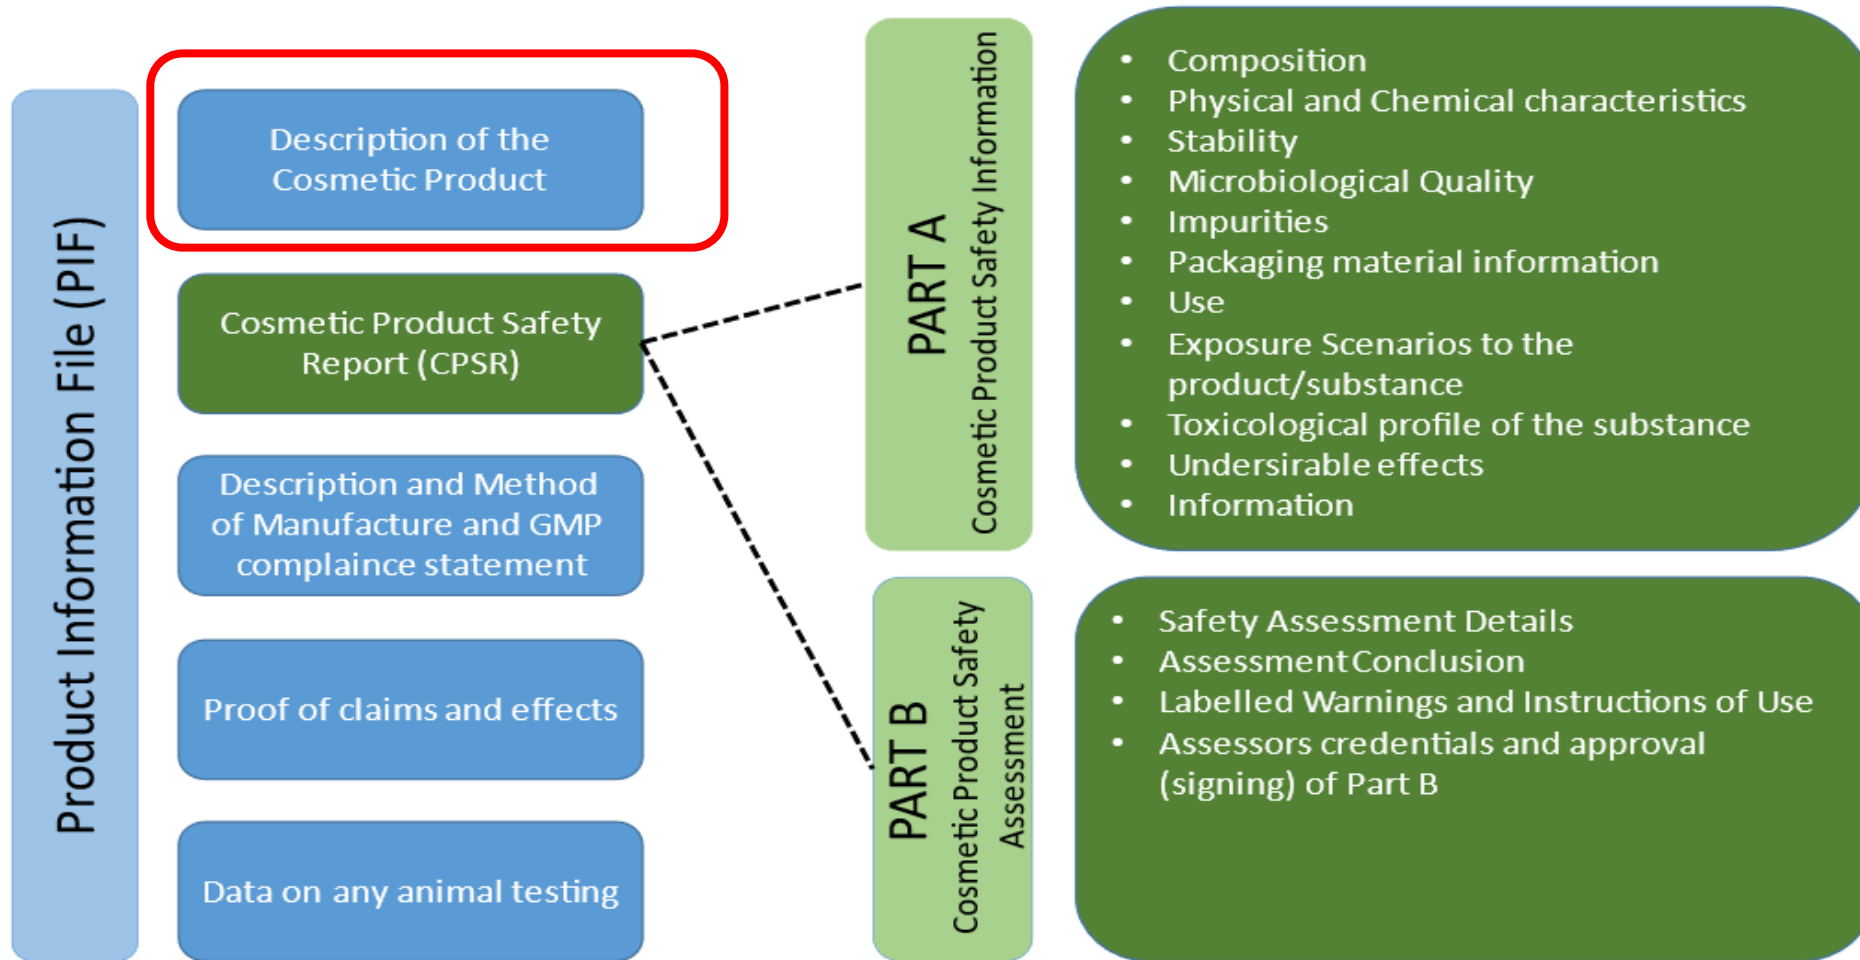 Product Information File (PIF)
Description of the
Cosmetic Product
Cosmetic Product Safety
Report (CPSR)
Description and Method
of Manufacture and GMP
complaince statement
Proof of claims and effects
Data on any animal testing
PART A
Cosmetic Product Safety Information
• Composition
• Physical and Chemical characteristics
• Stability
• Microbiological Quality
• Impurities
• Packaging material information
• Use
• Exposure Scenarios to the
product/substance
• Toxicological profile of the substance
• Undersirable effects
• Information
PART B
Cosmetic Product Safety
Assessment
• Safety Assessment Details
• Assessment Conclusion
• Labelled Warnings and Instructions of Use
• Assessors credentials and approval
(signing) of Part B